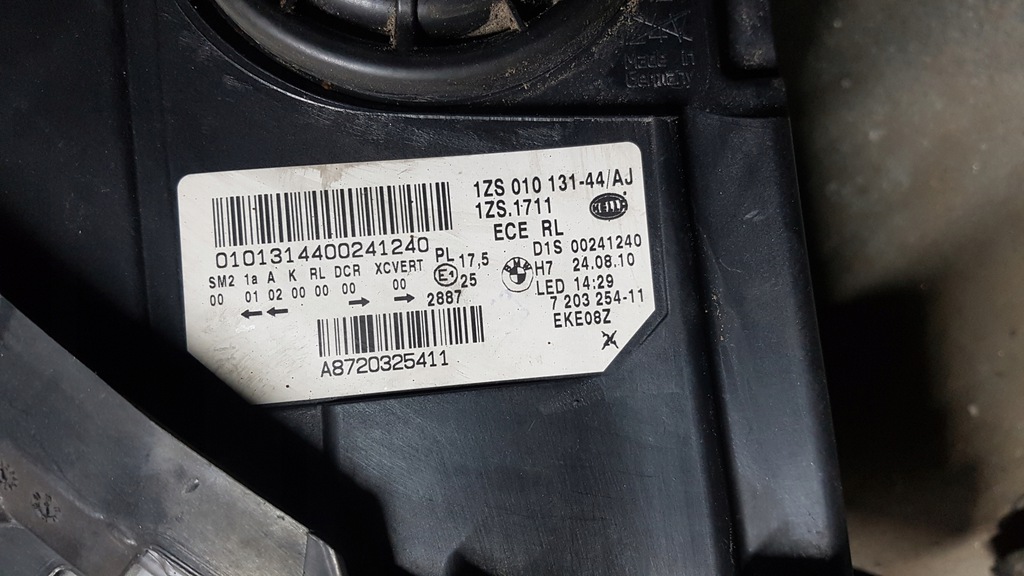 Made in
Germany
1ZS 010 131-44/AJ
1ZS.1711
HELLA
ECE RL
0101314400241240
D1S 00241240
PL 17,5
SM2 1a A K RL DCR XCVERT
E1 25
H7 24.08.10
00 01 02 00 00 00 00
2887
LED 14:29
7 203 254-11
EKE08Z
A8720325411